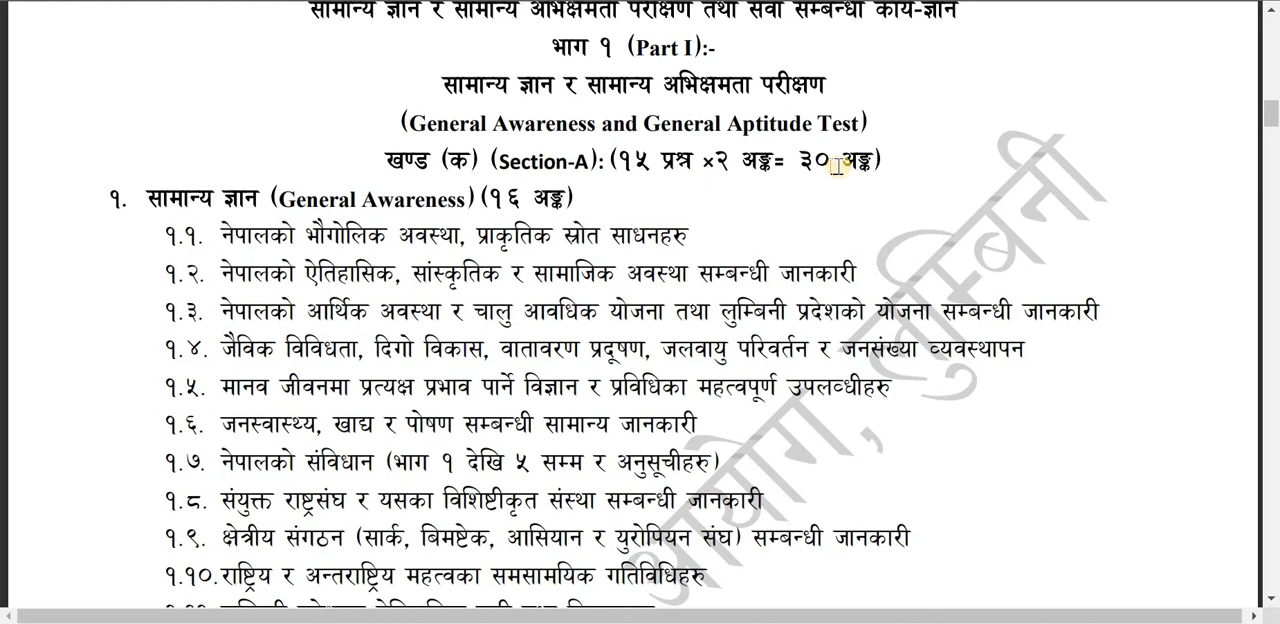 सामान्य ज्ञान र सामान्य अभिक्षमता परीक्षण तथा सेवा सम्बन्धी कार्य-ज्ञान
भाग १ (Part I):-
सामान्य ज्ञान र सामान्य अभिक्षमता परीक्षण
(General Awareness and General Aptitude Test)
खण्ड (क) (Section-A): (१५ प्रश्न ×२ अङ्क= ३० अङ्क)
१. सामान्य ज्ञान (General Awareness) (१६ अङ्क)
१.१. नेपालको भौगोलिक अवस्था, प्राकृतिक स्रोत साधनहरु
१.२. नेपालको ऐतिहासिक, सांस्कृतिक र सामाजिक अवस्था सम्बन्धी जानकारी
१.३. नेपालको आर्थिक अवस्था र चालु आवधिक योजना तथा लुम्बिनी प्रदेशको योजना सम्बन्धी जानकारी
१.४. जैविक विविधता, दिगो विकास, वातावरण प्रदूषण, जलवायु परिवर्तन र जनसंख्या व्यवस्थापन
१.५. मानव जीवनमा प्रत्यक्ष प्रभाव पार्ने विज्ञान र प्रविधिका महत्वपूर्ण उपलब्धीहरु
१.६. जनस्वास्थ्य, खाद्य र पोषण सम्बन्धी सामान्य जानकारी
१.७. नेपालको संविधान (भाग १ देखि ५ सम्म र अनुसूचीहरु)
१.८. संयुक्त राष्ट्रसंघ र यसका विशिष्टीकृत संस्था सम्बन्धी जानकारी
१.९. क्षेत्रीय संगठन (सार्क, बिमष्टेक, आसियान र युरोपियन संघ) सम्बन्धी जानकारी
१.१०. राष्ट्रिय र अन्तराष्ट्रिय महत्वका समसामयिक गतिविधिहरु
आयोग, लुम्बिनी